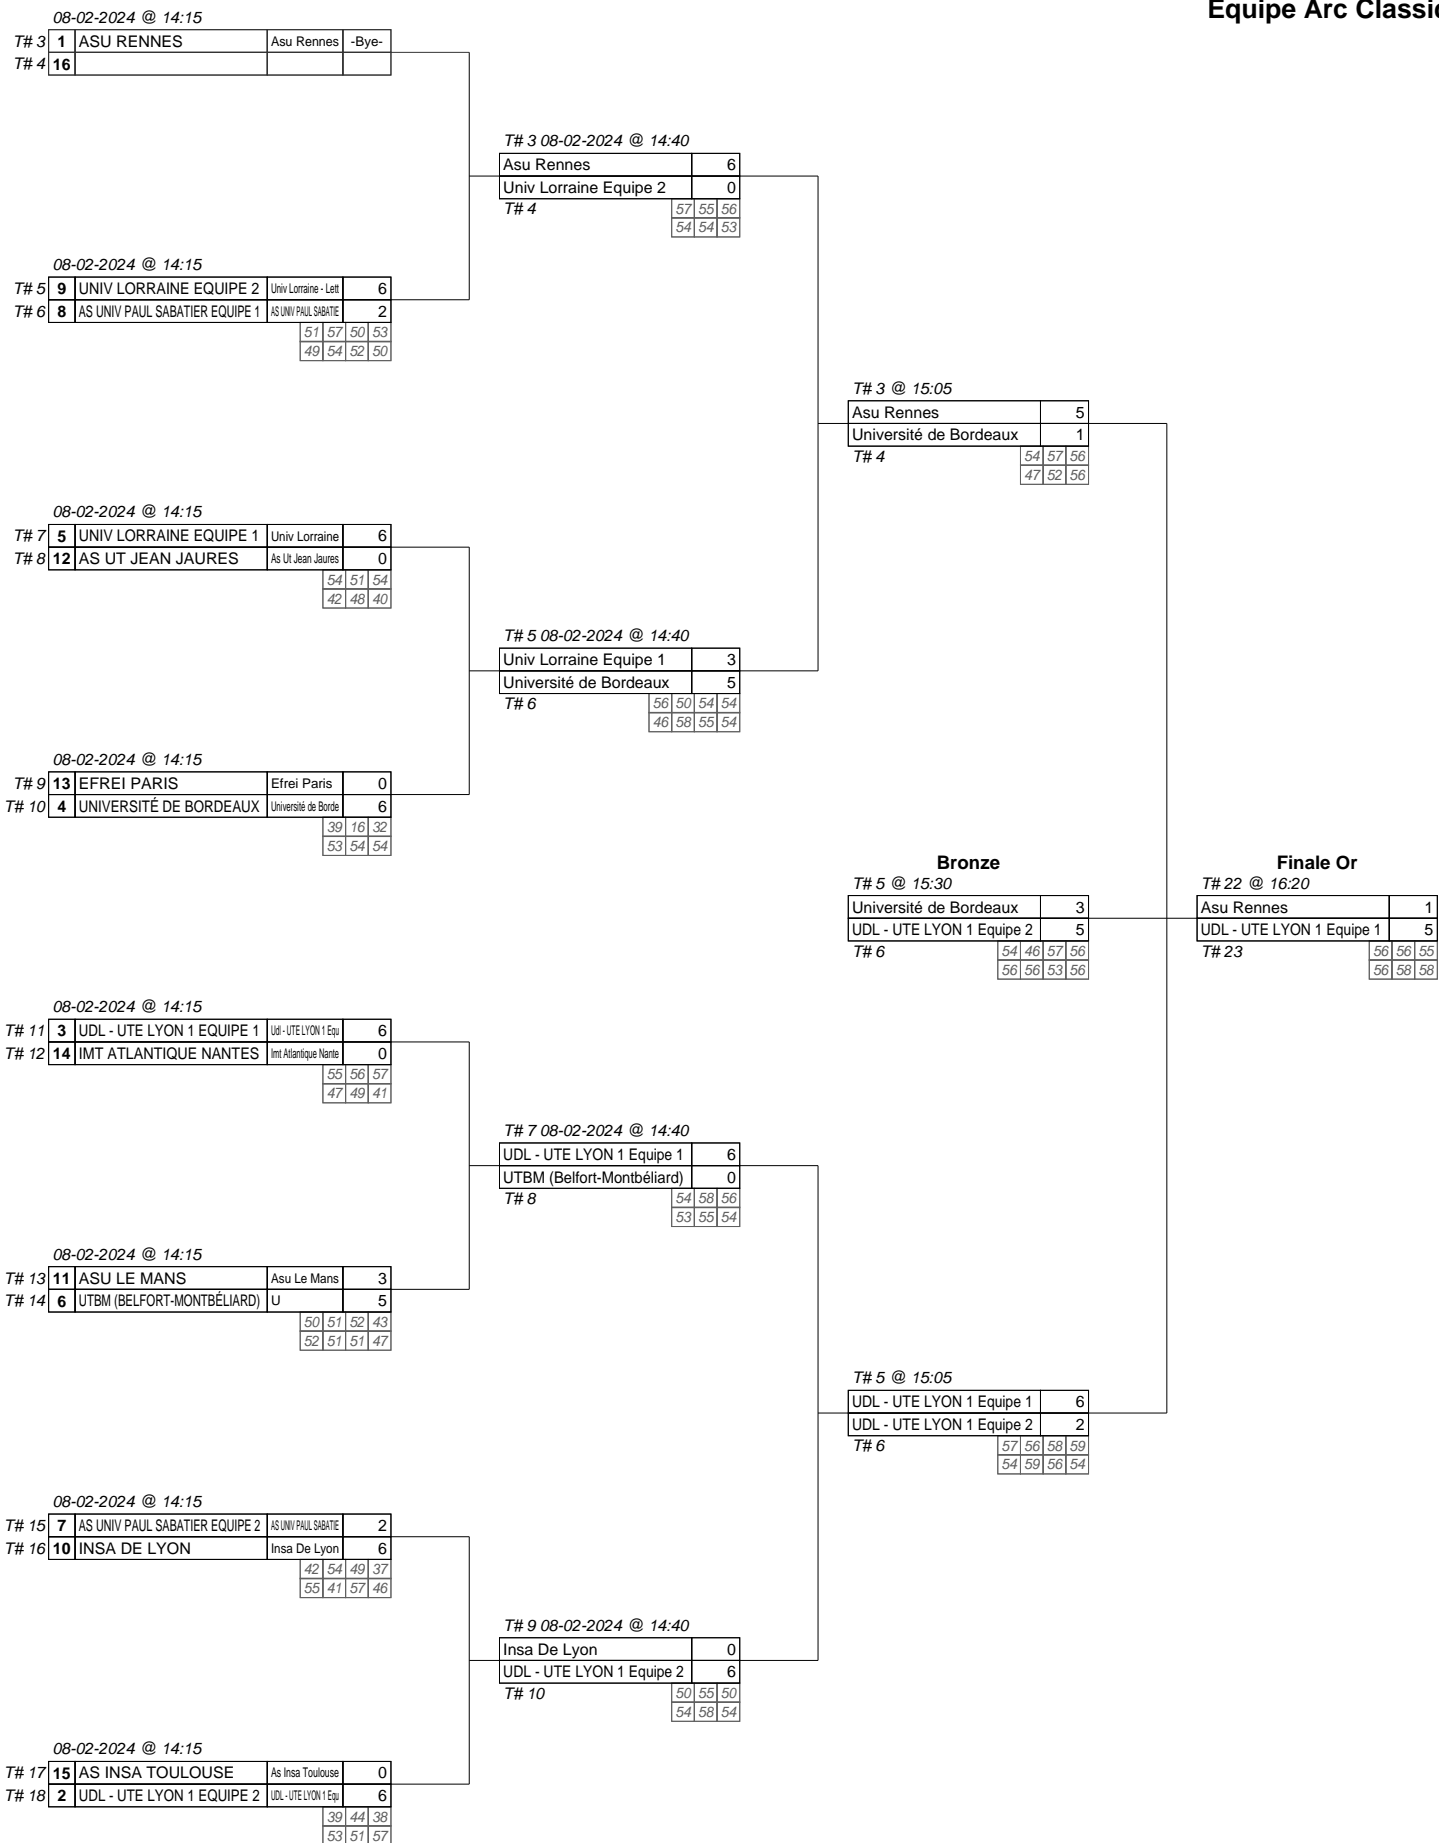 Equipe Arc Classi
08-02-2024 @ 14:15
T# 3 1 ASU RENNES Asu Rennes -Bye-
T# 4 16
T# 3 08-02-2024 @ 14:40
Asu Rennes 6
Univ Lorraine Equipe 2 0
T# 4 57 55 56
54 54 53
08-02-2024 @ 14:15
T# 5 9 UNIV LORRAINE EQUIPE 2 Univ Lorraine - Lett 6
T# 6 8 AS UNIV PAUL SABATIER EQUIPE 1 AS UNIV PAUL SABATIE 2
51 57 50 53
49 54 52 50
T# 3 @ 15:05
Asu Rennes 5
Université de Bordeaux 1
T# 4 54 57 56
47 52 56
08-02-2024 @ 14:15
T# 7 5 UNIV LORRAINE EQUIPE 1 Univ Lorraine 6
T# 8 12 AS UT JEAN JAURES As Ut Jean Jaures 0
54 51 54
42 48 40
T# 5 08-02-2024 @ 14:40
Univ Lorraine Equipe 1 3
Université de Bordeaux 5
T# 6 56 50 54 54
46 58 55 54
08-02-2024 @ 14:15
T# 9 13 EFREI PARIS Efrei Paris 0
T# 10 4 UNIVERSITÉ DE BORDEAUX Université de Borde 6
39 16 32
53 54 54
Bronze
T# 5 @ 15:30
Université de Bordeaux 3
UDL - UTE LYON 1 Equipe 2 5
T# 6 54 46 57 56
56 56 53 56
Finale Or
T# 22 @ 16:20
Asu Rennes 1
UDL - UTE LYON 1 Equipe 1 5
T# 23 56 56 55
56 58 58
08-02-2024 @ 14:15
T# 11 3 UDL - UTE LYON 1 EQUIPE 1 Udl - UTE LYON 1 Equ 6
T# 12 14 IMT ATLANTIQUE NANTES Imt Atlantique Nante 0
55 56 57
47 49 41
T# 7 08-02-2024 @ 14:40
UDL - UTE LYON 1 Equipe 1 6
UTBM (Belfort-Montbéliard) 0
T# 8 54 58 56
53 55 54
08-02-2024 @ 14:15
T# 13 11 ASU LE MANS Asu Le Mans 3
T# 14 6 UTBM (BELFORT-MONTBÉLIARD) U 5
50 51 52 43
52 51 51 47
T# 5 @ 15:05
UDL - UTE LYON 1 Equipe 1 6
UDL - UTE LYON 1 Equipe 2 2
T# 6 57 56 58 59
54 59 56 54
08-02-2024 @ 14:15
T# 15 7 AS UNIV PAUL SABATIER EQUIPE 2 AS UNIV PAUL SABATIE 2
T# 16 10 INSA DE LYON Insa De Lyon 6
42 54 49 37
55 41 57 46
T# 9 08-02-2024 @ 14:40
Insa De Lyon 0
UDL - UTE LYON 1 Equipe 2 6
T# 10 50 55 50
54 58 54
08-02-2024 @ 14:15
T# 17 15 AS INSA TOULOUSE As Insa Toulouse 0
T# 18 2 UDL - UTE LYON 1 EQUIPE 2 UDL - UTE LYON 1 Equ 6
39 44 38
53 51 57